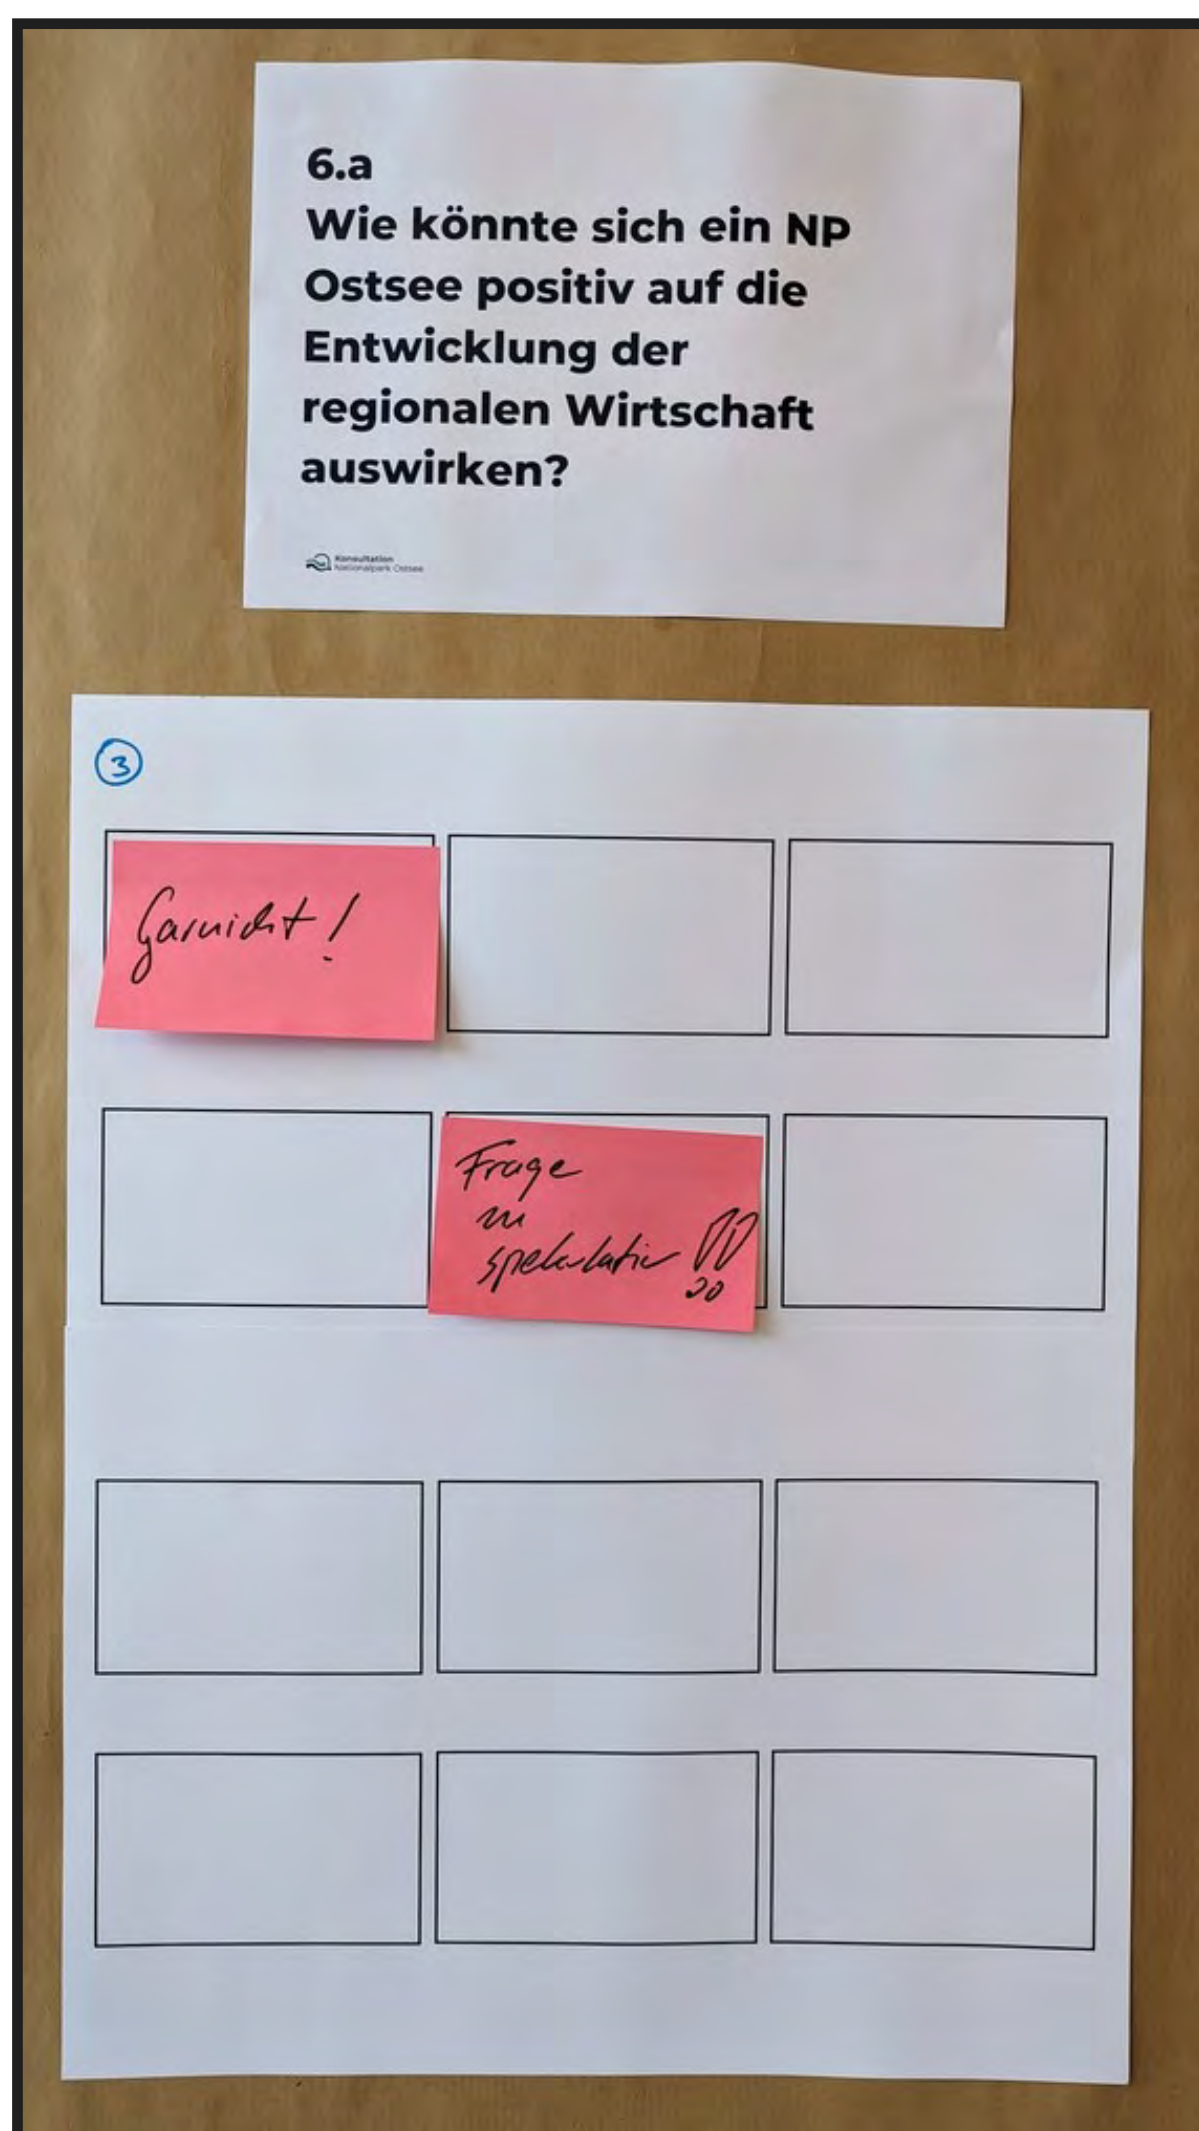 6.a
Wie könnte sich ein NP
Ostsee positiv auf die
Entwicklung der
regionalen Wirtschaft
auswirken?
Konsultation
Nationalpark Ostsee
3
Garnicht!
Frage
zu
spekulativ!!